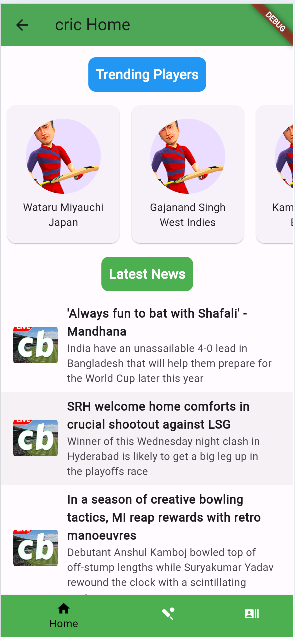 cric Home
DEBUG
Trending Players
Wataru Miyauchi
Japan
Gajanand Singh
West Indies
Latest News
LIVE
cb
'Always fun to bat with Shafali' -
Mandhana
India have an unassailable 4-0 lead in
Bangladesh that will help them prepare for
the World Cup later this year
cb
SRH welcome home comforts in
crucial shootout against LSG
Winner of this Wednesday night clash in
Hyderabad is likely to get a big leg up in
the playoffs race
cb
In a season of creative bowling
tactics, MI reap rewards with retro
manoeuvres
Debutant Anshul Kamboj bowled top of
off-stump lengths while Suryakumar Yadav
rewound the clock with a scintillating
Home